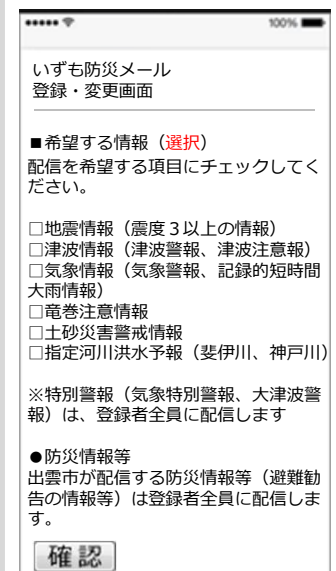 100%
いずも防災メール
登録・変更画面
■希望する情報（選択）
配信を希望する項目にチェックしてく
ださい。
□地震情報（震度３以上の情報）
□津波情報（津波警報、津波注意報）
□気象情報（気象警報、記録的短時間
大雨情報）
□竜巻注意情報
□土砂災害警戒情報
□指定河川洪水予報（斐伊川、神戸川）
※特別警報（気象特別警報、大津波警
報）は、登録者全員に配信します
●防災情報等
出雲市が配信する防災情報等（避難勧
告の情報等）は登録者全員に配信しま
す。
確認